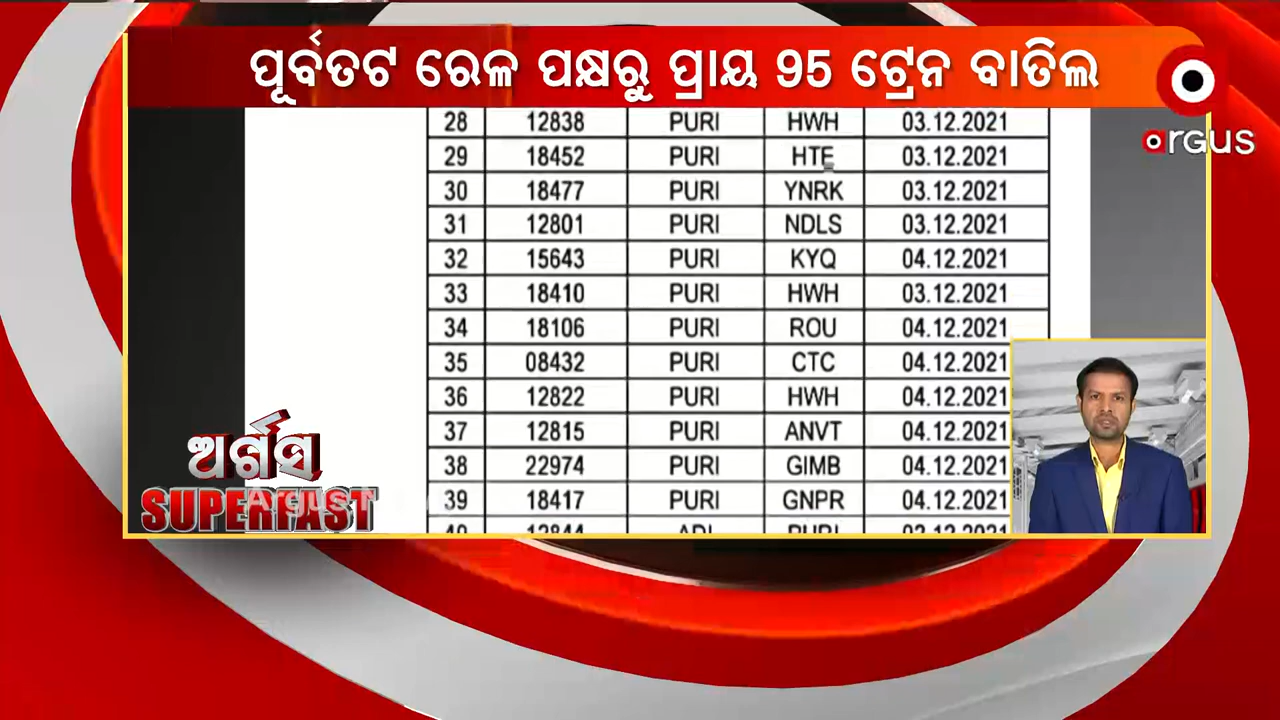 ପୂର୍ବତଟ ରେଳ ପକ୍ଷରୁ ପ୍ରାୟ 95 ଟ୍ରେନ ବାତିଲ
argus
28 12838 PURI HWH 03.12.2021
29 18452 PURI HTE 03.12.2021
30 18477 PURI YNRK 03.12.2021
31 12801 PURI NDLS 03.12.2021
32 15643 PURI KYQ 04.12.2021
33 18410 PURI HWH 03.12.2021
34 18106 PURI ROU 04.12.2021
35 08432 PURI CTC 04.12.2021
36 12822 PURI HWH 04.12.2021
37 12815 PURI ANVT 04.12.2021
38 22974 PURI GIMB 04.12.2021
39 18417 PURI GNPR 04.12.2021
ଅର୍ଗସ
SUPERFAST